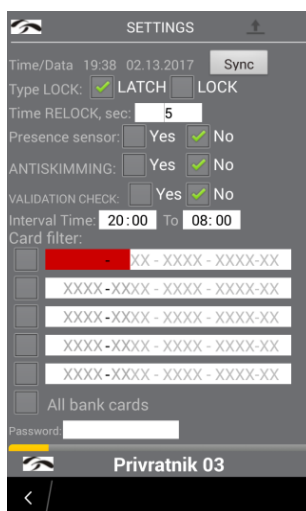 SETTINGS
Time/Data 19:38 02.13.2017 Sync
Type LOCK: LATCH LOCK
Time RELOCK, sec: 5
Presence sensor: Yes No
ANTISKIMMING: Yes No
VALIDATION CHECK: Yes No
Interval Time: 20:00 To 08:00
Card filter:
- XX - XXXX - XXXX-XX
XXXX-XXXX - XXXX - XXXX-XX
XXXX-XXXX - XXXX - XXXX-XX
XXXX-XXXX - XXXX - XXXX-XX
XXXX-XXXX - XXXX - XXXX-XX
All bank cards
Password:
Privratnik 03